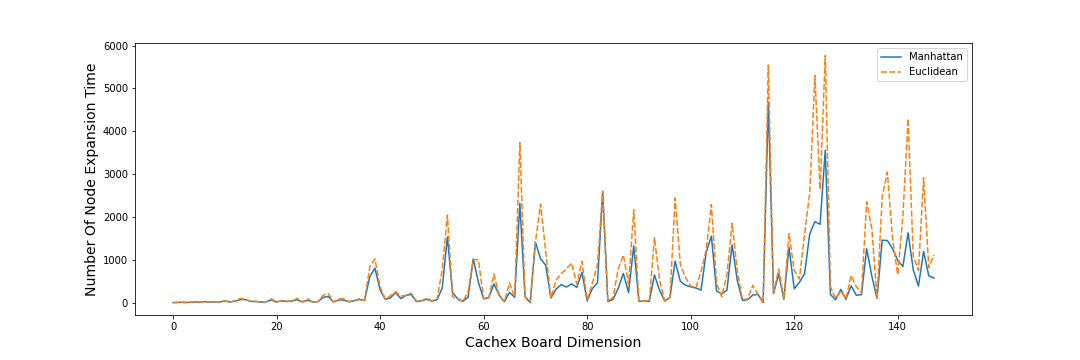 Manhattan
Euclidean
Number Of Node Expansion Time
6000
5000
4000
3000
2000
1000
0
0 20 40 60 80 100 120 140
Cachex Board Dimension